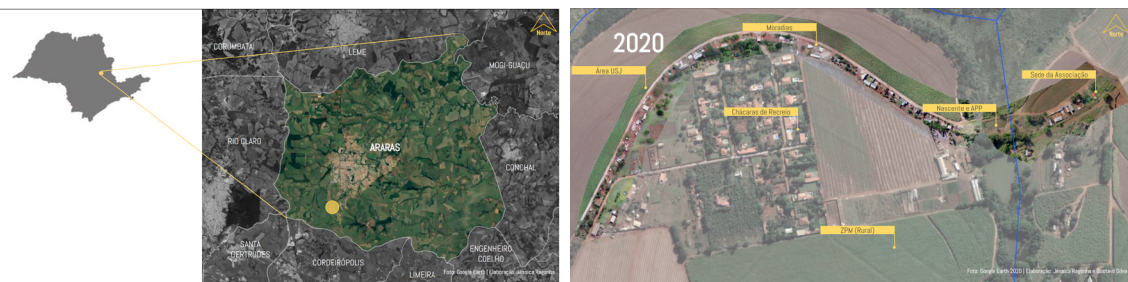 CORUMBATAÍ
LEME
Norte
MOGI-GUAÇU
RIO CLARO
ARARAS
CONCHAL
SANTA
GERTRUDES
CORDEIRÓPOLIS
ENGENHEIRO
COELHO
LIMEIRA
Foto: Google Earth | Elaboração: Jéssica Ragonha
2020
Moradias
Norte
Área USJ
Sede da Associação
Nascente e APP
Chácaras de Recreio
ZPM (Rural)
Foto: Google Earth 2020 | Elaboração: Jéssica Ragonha e Gustavo Silva